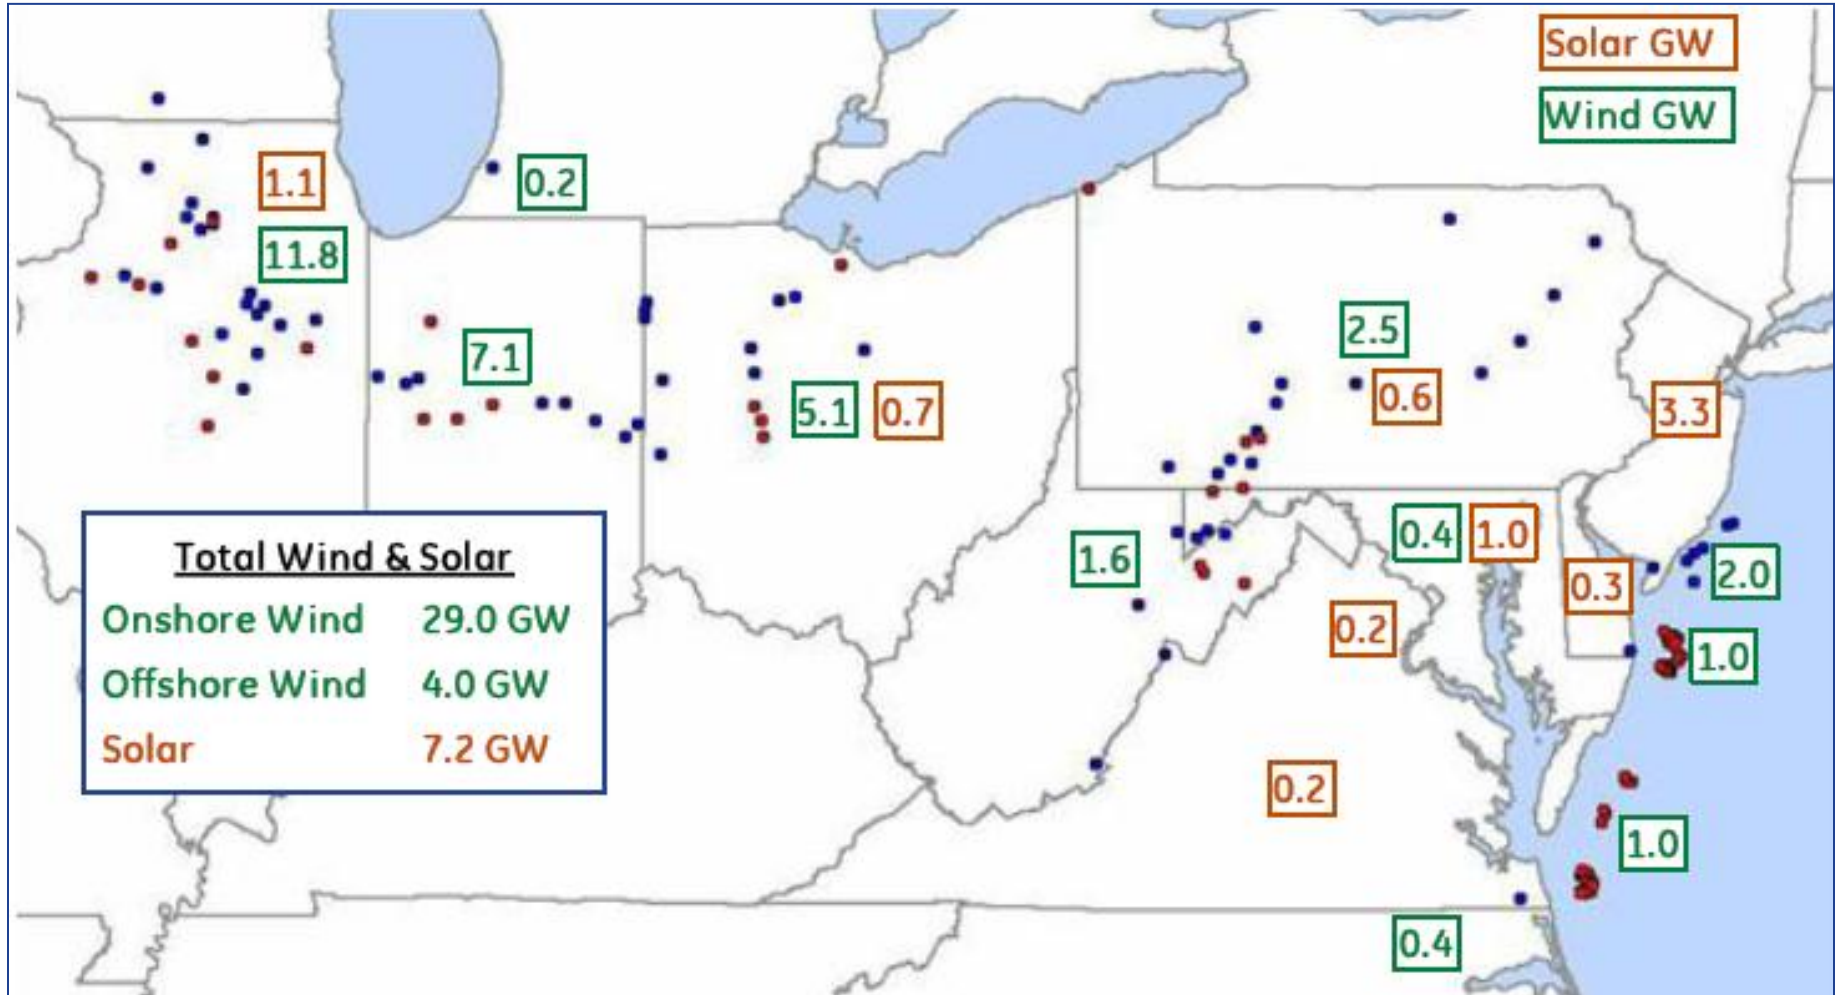 Solar GW
Wind GW
1.1
0.2
11.8
7.1
2.5
5.1 0.7
0.6
3.3
1.6
0.4 1.0
0.3
2.0
0.2
1.0
0.2
1.0
0.4
Total Wind & Solar
Onshore Wind 29.0 GW
Offshore Wind 4.0 GW
Solar 7.2 GW